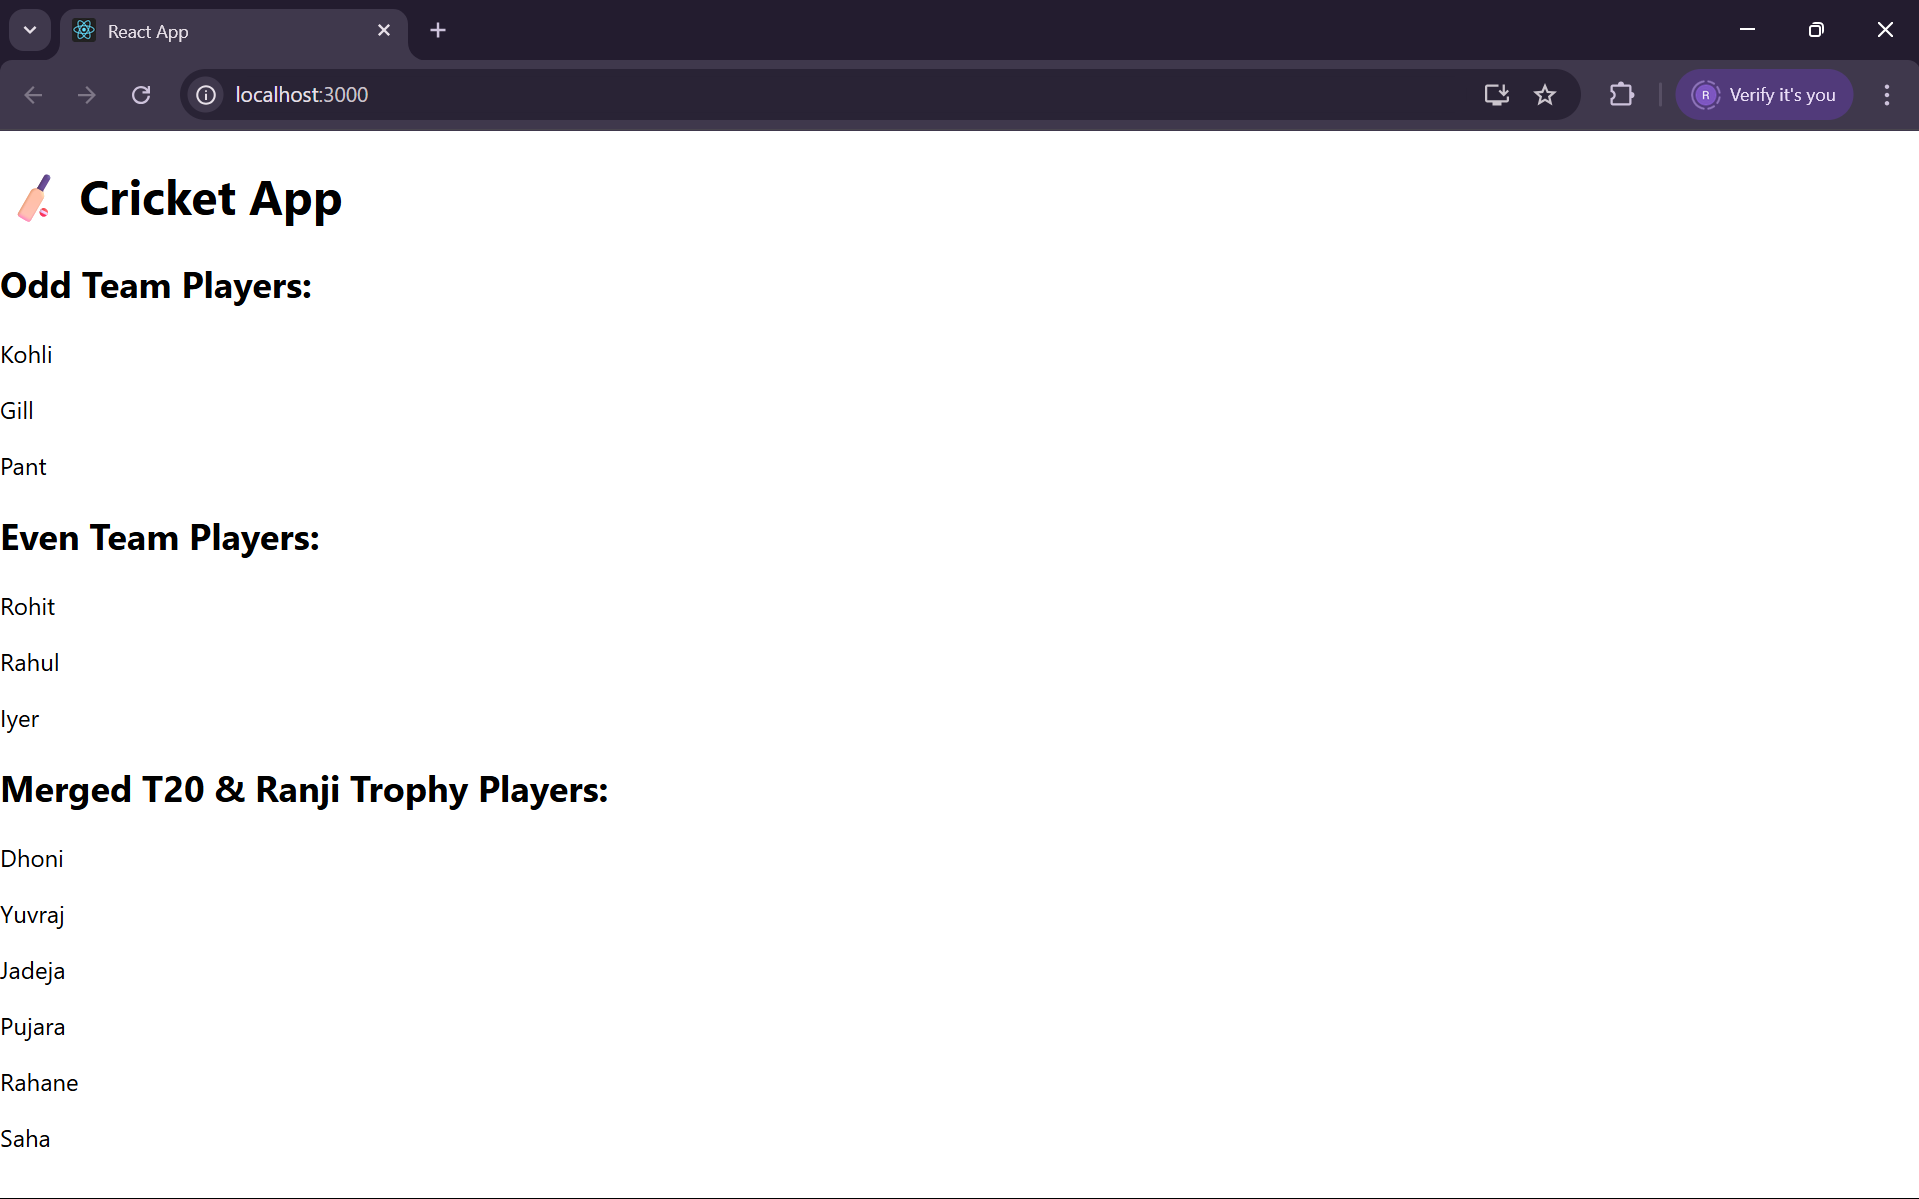 React App
localhost:3000
R
Verify it's you
Cricket App
Odd Team Players:
Kohli
Gill
Pant
Even Team Players:
Rohit
Rahul
Iyer
Merged T20 & Ranji Trophy Players:
Dhoni
Yuvraj
Jadeja
Pujara
Rahane
Saha